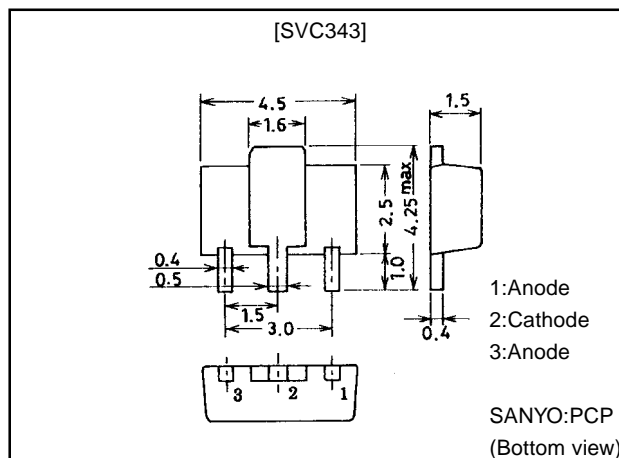 [SVC343]
4.5
1.6
1.5
2.5
4.25 max
1.0
0.4
0.5
1.5
3.0
0.4
1:Anode
2:Cathode
3:Anode
3 2 1
SANYO:PCP
(Bottom view)